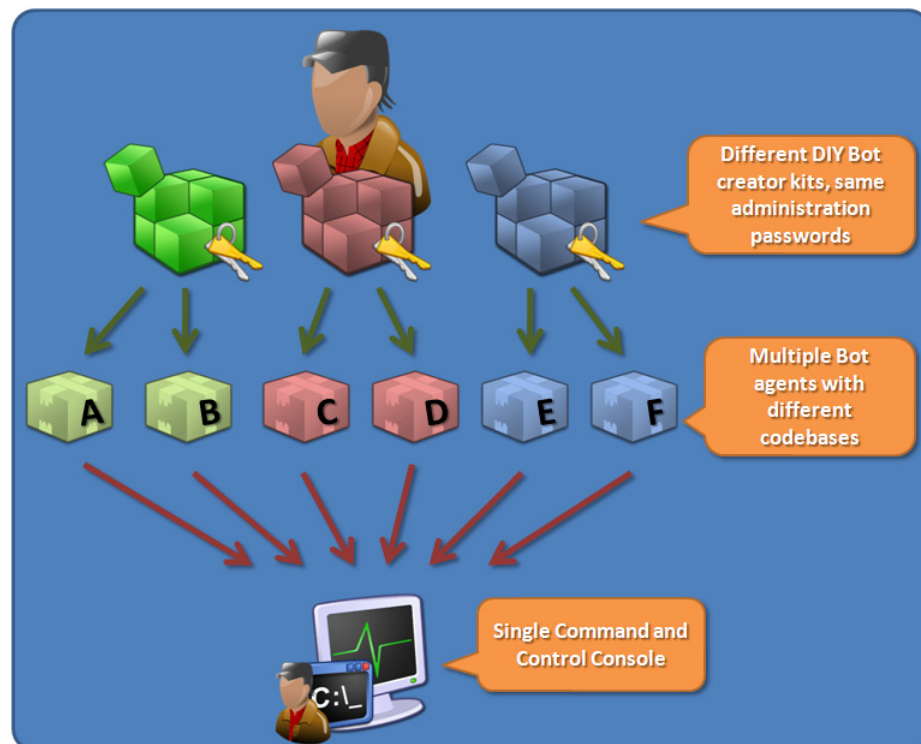 Different DIY Bot
creator kits, same
administration
passwords
A
B
C
D
E
F
Multiple Bot
agents with
different
codebases
Single Command and
Control Console
C:\_